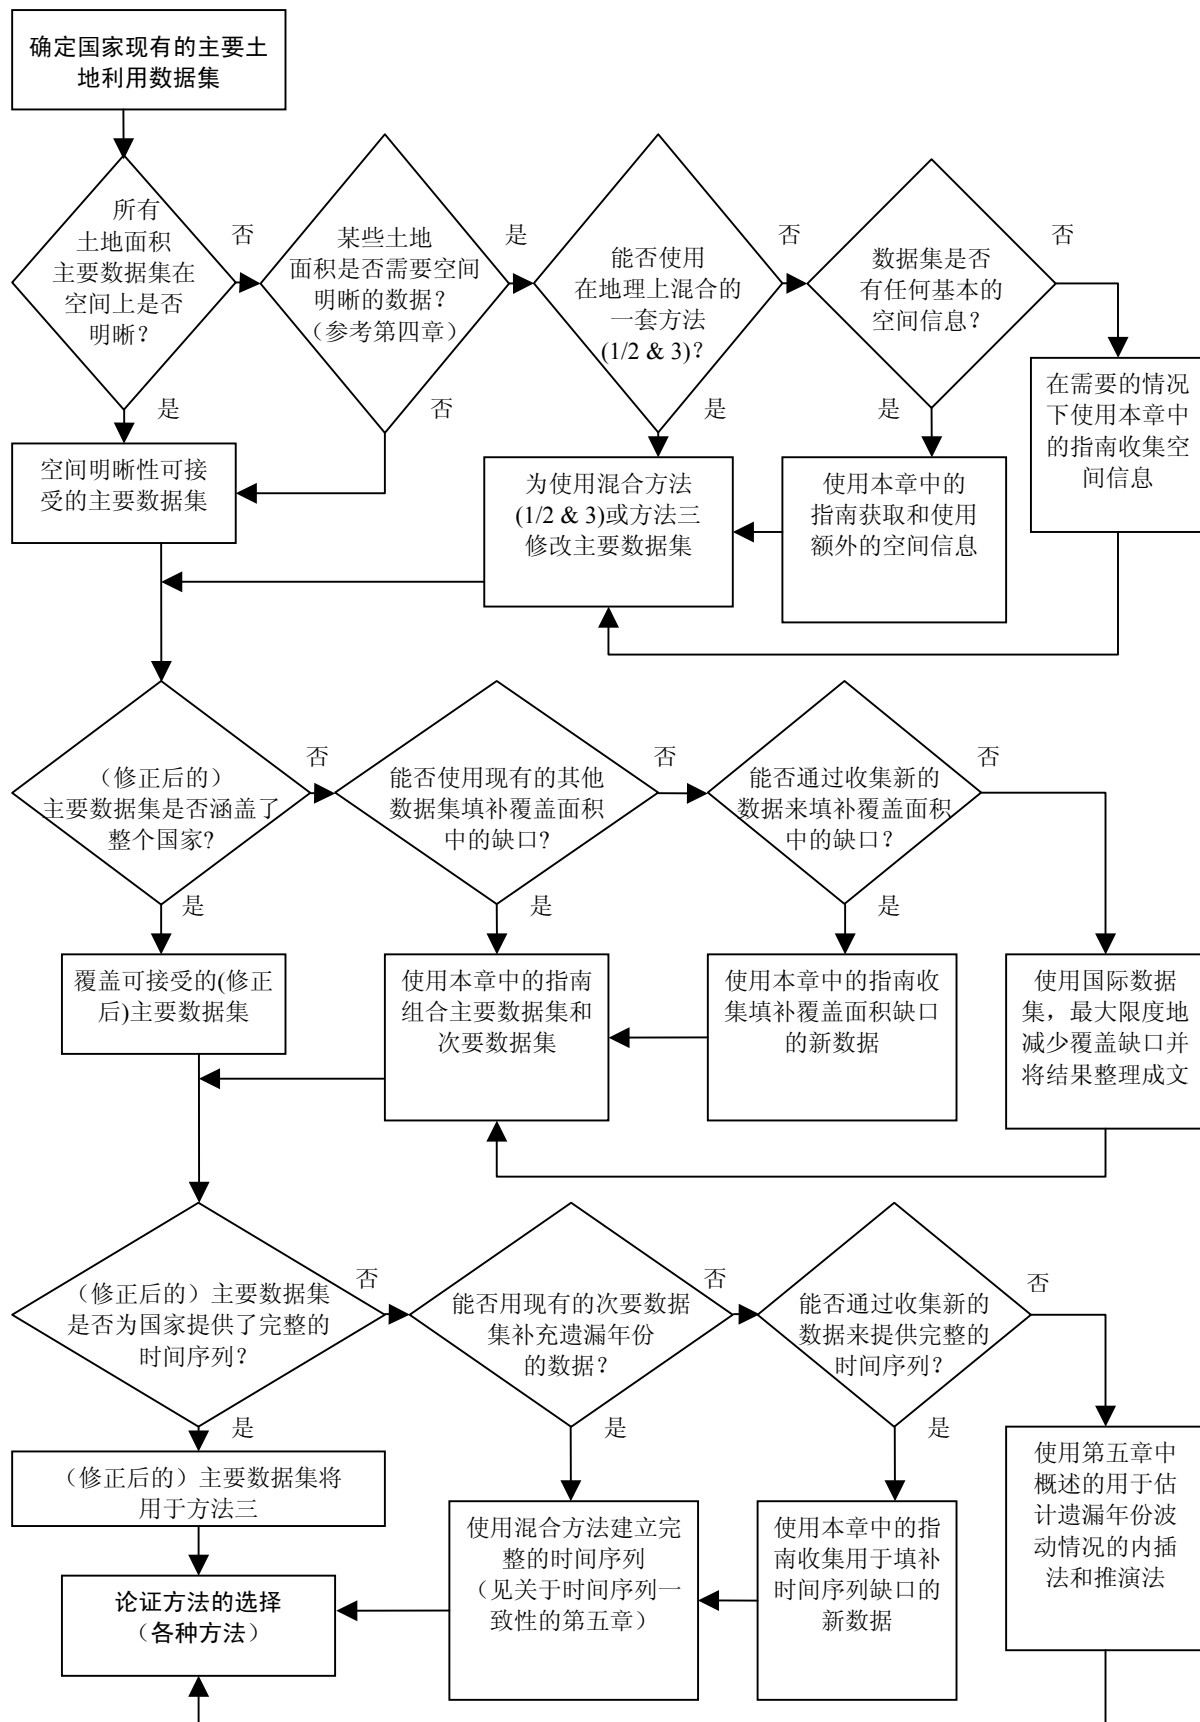 确定国家现有的主要土
地利用数据集
所有
土地面积
主要数据集在
空间上是否
明晰？
否
是
某些土地
面积是否需要空间
明晰的数据？
（参考第四章）
是
否
能否使用
在地理上混合的
一套方法
(1/2 & 3)？
否
是
数据集是否
有任何基本的
空间信息？
否
是
在需要的情况
下使用本章中
的指南收集空
间信息
空间明晰性可接
受的主要数据集
为使用混合方法
(1/2 & 3)或方法三
修改主要数据集
使用本章中的
指南获取和使用
额外的空间信息
（修正后的）
主要数据集是否涵盖了
整个国家?
否
是
能否使用现有的其他
数据集填补覆盖面积
中的缺口?
否
是
能否通过收集新的
数据来填补覆盖面积
中的缺口？
否
是
覆盖可接受的(修正
后)主要数据集
使用本章中的指南
组合主要数据集和
次要数据集
使用本章中的指南收
集填补覆盖面积缺口
的新数据
使用国际数据
集，最大限度地
减少覆盖缺口并
将结果整理成文
（修正后的）主要数据集
是否为国家提供了完整的
时间序列？
否
是
能否用现有的次要数据
集补充遗漏年份
的数据？
否
是
能否通过收集新的
数据来提供完整的
时间序列？
否
是
（修正后的）主要数据集将
用于方法三
使用混合方法建立完
整的时间序列
（见关于时间序列一
致性的第五章）
使用本章中的指
南收集用于填补
时间序列缺口的
新数据
使用第五章中
概述的用于估
计遗漏年份波
动情况的内插
法和推演法
论证方法的选择
（各种方法）